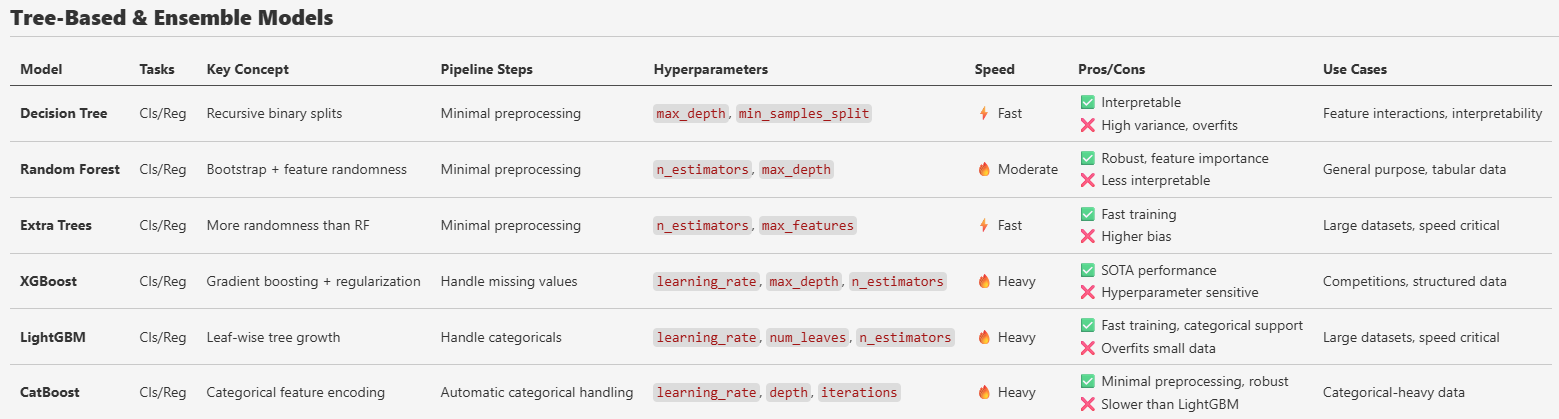 Tree-Based & Ensemble Models
Model Tasks Key Concept Pipeline Steps Hyperparameters Speed Pros/Cons Use Cases
Decision Tree Cls/Reg Recursive binary splits Minimal preprocessing max_depth, min_samples_split ⚡ Fast ✅ Interpretable Feature interactions, interpretability
❌ High variance, overfits
Random Forest Cls/Reg Bootstrap + feature randomness Minimal preprocessing n_estimators, max_depth 🔥 Moderate ✅ Robust, feature importance General purpose, tabular data
❌ Less interpretable
Extra Trees Cls/Reg More randomness than RF Minimal preprocessing n_estimators, max_features ⚡ Fast ✅ Fast training Large datasets, speed critical
❌ Higher bias
XGBoost Cls/Reg Gradient boosting + regularization Handle missing values learning_rate, max_depth, n_estimators 🔥 Heavy ✅ SOTA performance Competitions, structured data
❌ Hyperparameter sensitive
LightGBM Cls/Reg Leaf-wise tree growth Handle categoricals learning_rate, num_leaves, n_estimators 🔥 Heavy ✅ Fast training, categorical support Large datasets, speed critical
❌ Overfits small data
CatBoost Cls/Reg Categorical feature encoding Automatic categorical handling learning_rate, depth, iterations 🔥 Heavy ✅ Minimal preprocessing, robust Categorical-heavy data
❌ Slower than LightGBM